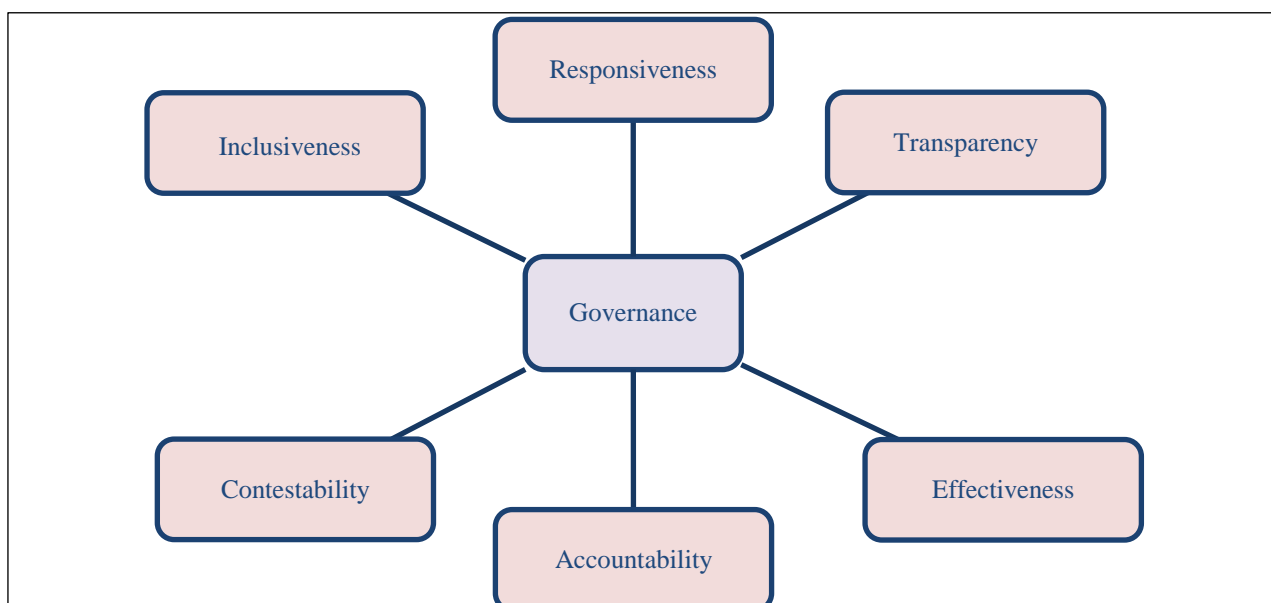 Responsiveness
Inclusiveness
Transparency
Governance
Contestability
Effectiveness
Accountability